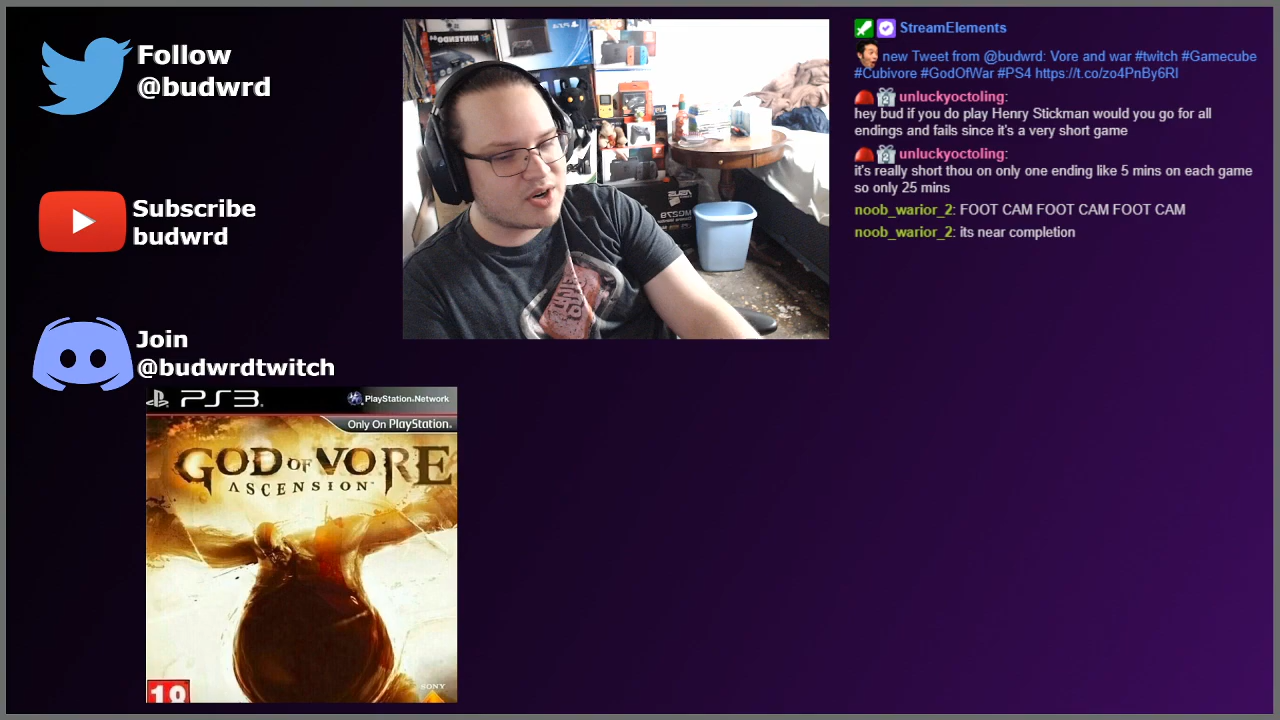 Follow
@budwrd
Subscribe
budwrd
Join
@budwrdtwitch
StreamElements
new Tweet from @budwrd: Vore and war #twitch #Gamecube
#Cubivore #GodOfWar #PS4 https://t.co/zo4PnBy6Rl
unluckyoctoling:
hey bud if you do play Henry Stickman would you go for all
endings and fails since it's a very short game
unluckyoctoling:
it's really short thou on only one ending like 5 mins on each game
so only 25 mins
noob_warior_2: FOOT CAM FOOT CAM FOOT CAM
noob_warior_2: its near completion
PS3
PlayStation Network
Only On PlayStation
GOD OF VORE
ASCENSION
18
SONY
NINTENDO
ASUS